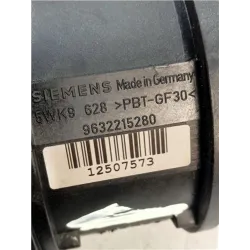 SIEMENS Made in Germany
5WK9 628 >PBT-GF30<
9632215280
12507573